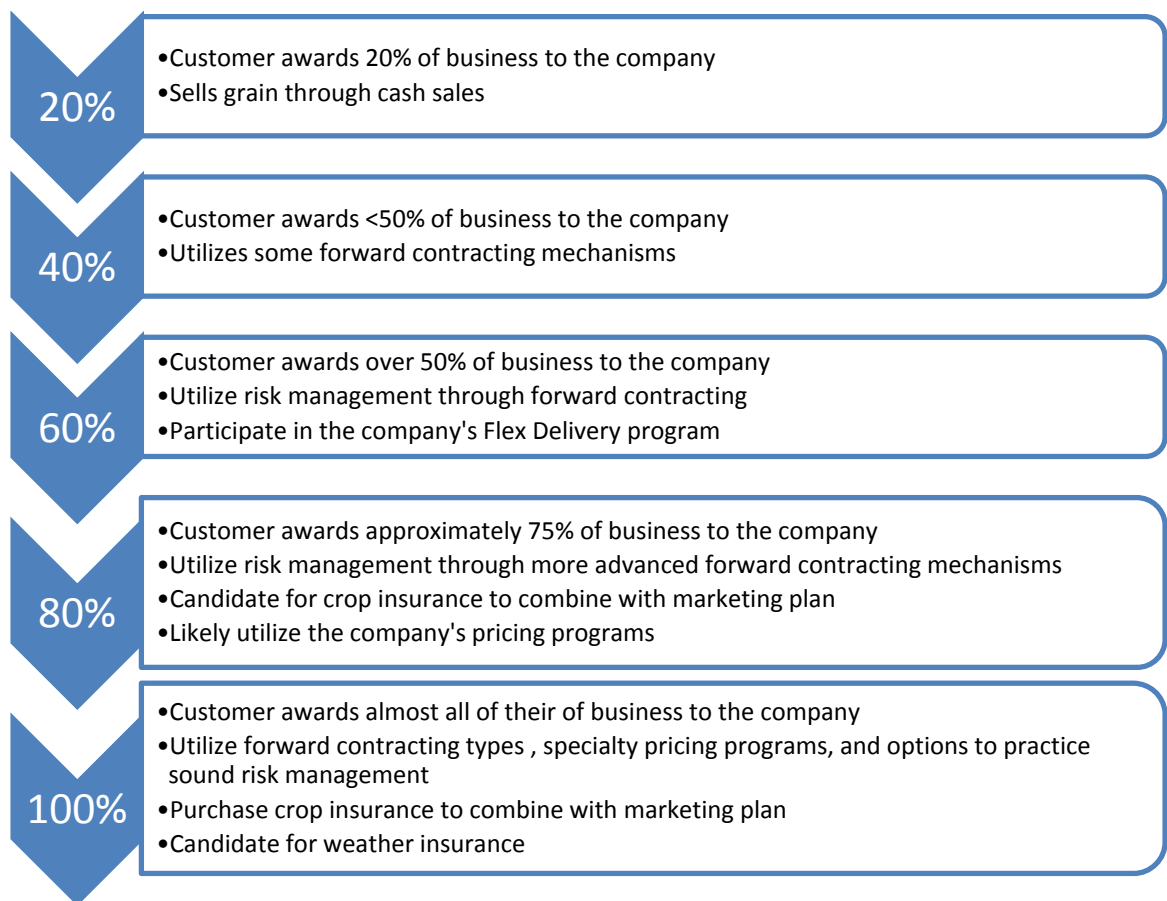 20%
•Customer awards 20% of business to the company
•Sells grain through cash sales
40%
•Customer awards <50% of business to the company
•Utilizes some forward contracting mechanisms
60%
•Customer awards over 50% of business to the company
•Utilize risk management through forward contracting
•Participate in the company's Flex Delivery program
80%
•Customer awards approximately 75% of business to the company
•Utilize risk management through more advanced forward contracting mechanisms
•Candidate for crop insurance to combine with marketing plan
•Likely utilize the company's pricing programs
100%
•Customer awards almost all of their of business to the company
•Utilize forward contracting types , specialty pricing programs, and options to practice
sound risk management
•Purchase crop insurance to combine with marketing plan
•Candidate for weather insurance